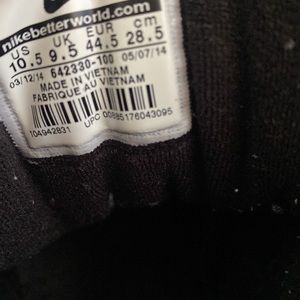 nikebetterworld.com
US UK EUR cm
10.5 9.5 44.5 28.5
03/12/14 642330-100 05/07/14
MADE IN VIETNAM
FABRIQUE AU VIETNAM
104942831 UPC 00885176043095